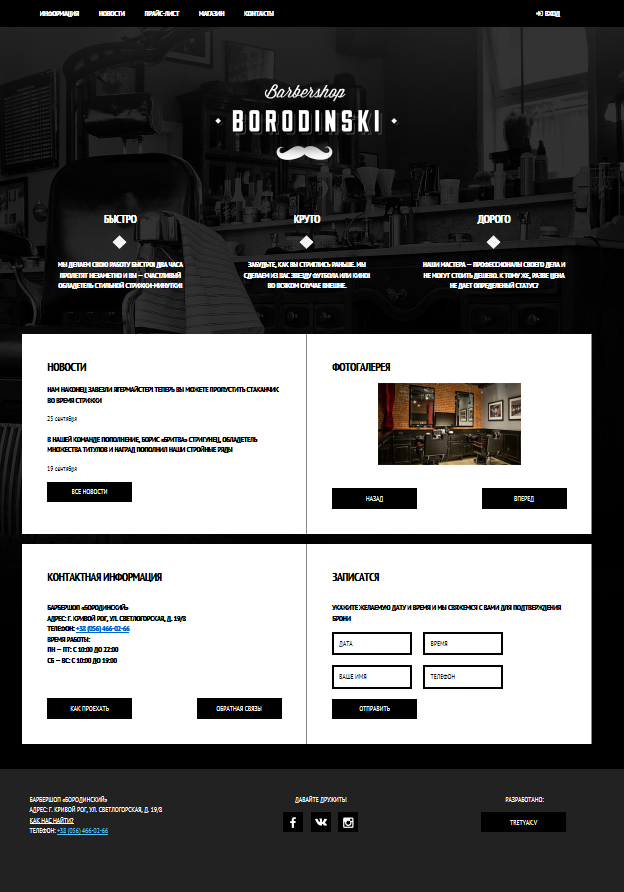 ИНФОРМАЦИЯ НОВОСТИ ПРАЙС-ЛИСТ МАГАЗИН КОНТАКТЫ ВХОД
Barbershop
BORODINSKI
БЫСТРО КРУТО ДОРОГО
МЫ ДЕЛАЕМ СВОЮ РАБОТУ БЫСТРО! ДВА ЧАСА
ПРОЛЕТЯТ НЕЗАМЕТНО И ВЫ — СЧАСТЛИВЫЙ
ОБЛАДАТЕЛЬ СТИЛЬНОЙ СТРИЖКИ-МИНУТКИ!
ЗАБУДЬТЕ, КАК ВЫ СТРИГЛИСЬ РАНЬШЕ. МЫ
СДЕЛАЕМ ИЗ ВАС ЗВЕЗДУ ФУТБОЛА ИЛИ КИНО!
ВО ВСЯКОМ СЛУЧАЕ ВНЕШНЕ.
НАШИ МАСТЕРА — ПРОФЕССИОНАЛЫ СВОЕГО ДЕЛА И
НЕ МОГУТ СТОИТЬ ДЕШЕВО. К ТОМУ ЖЕ, РАЗВЕ ЦЕНА
НЕ ДАЕТ ОПРЕДЕЛЕНЫЙ СТАТУС?
НОВОСТИ
НАМ НАКОНЕЦ ЗАВЕЗЛИ ЯГЕРМАЙСТЕР! ТЕПЕРЬ ВЫ МОЖЕТЕ ПРОПУСТИТЬ СТАКАНЧИК
ВО ВРЕМЯ СТРИЖКИ
25 сентября
В НАШЕЙ КОМАНДЕ ПОПОЛНЕНИЕ, БОРИС «БРИТВА» СТРИГУНЕЦ, ОБЛАДАТЕЛЬ
МНОЖЕСТВА ТИТУЛОВ И НАГРАД ПОПОЛНИЛ НАШИ СТРОЙНЫЕ РЯДЫ
19 сентября
ВСЕ НОВОСТИ
ФОТОГАЛЕРЕЯ
НАЗАД ВПЕРЕД
КОНТАКТНАЯ ИНФОРМАЦИЯ
БАРБЕРШОП «БОРОДИНСКИЙ»
АДРЕС: Г. КРИВОЙ РОГ, УЛ. СВЕТЛОГОРСКАЯ, Д. 19/8
ТЕЛЕФОН: +38 (056) 466-02-66
ВРЕМЯ РАБОТЫ:
ПН — ПТ: С 10:00 ДО 22:00
СБ — ВС: С 10:00 ДО 19:00
КАК ПРОЕХАТЬ ОБРАТНАЯ СВЯЗЫ
ЗАПИСАТСЯ
УКАЖИТЕ ЖЕЛАЕМУЮ ДАТУ И ВРЕМЯ И МЫ СВЯЖЕМСЯ С ВАМИ ДЛЯ ПОДТВЕРЖДЕНИЯ
БРОНИ
ДАТА ВРЕМЯ
ВАШЕ ИМЯ ТЕЛЕФОН
ОТПРАВИТЬ
БАРБЕРШОП «БОРОДИНСКИЙ»
АДРЕС: Г. КРИВОЙ РОГ, УЛ. СВЕТЛОГОРСКАЯ, Д. 19/8
КАК НАС НАЙТИ?
ТЕЛЕФОН: +38 (056) 466-02-66
ДАВАЙТЕ ДРУЖИТЬ!
РАЗРАБОТАНО:
TRETYAK.V